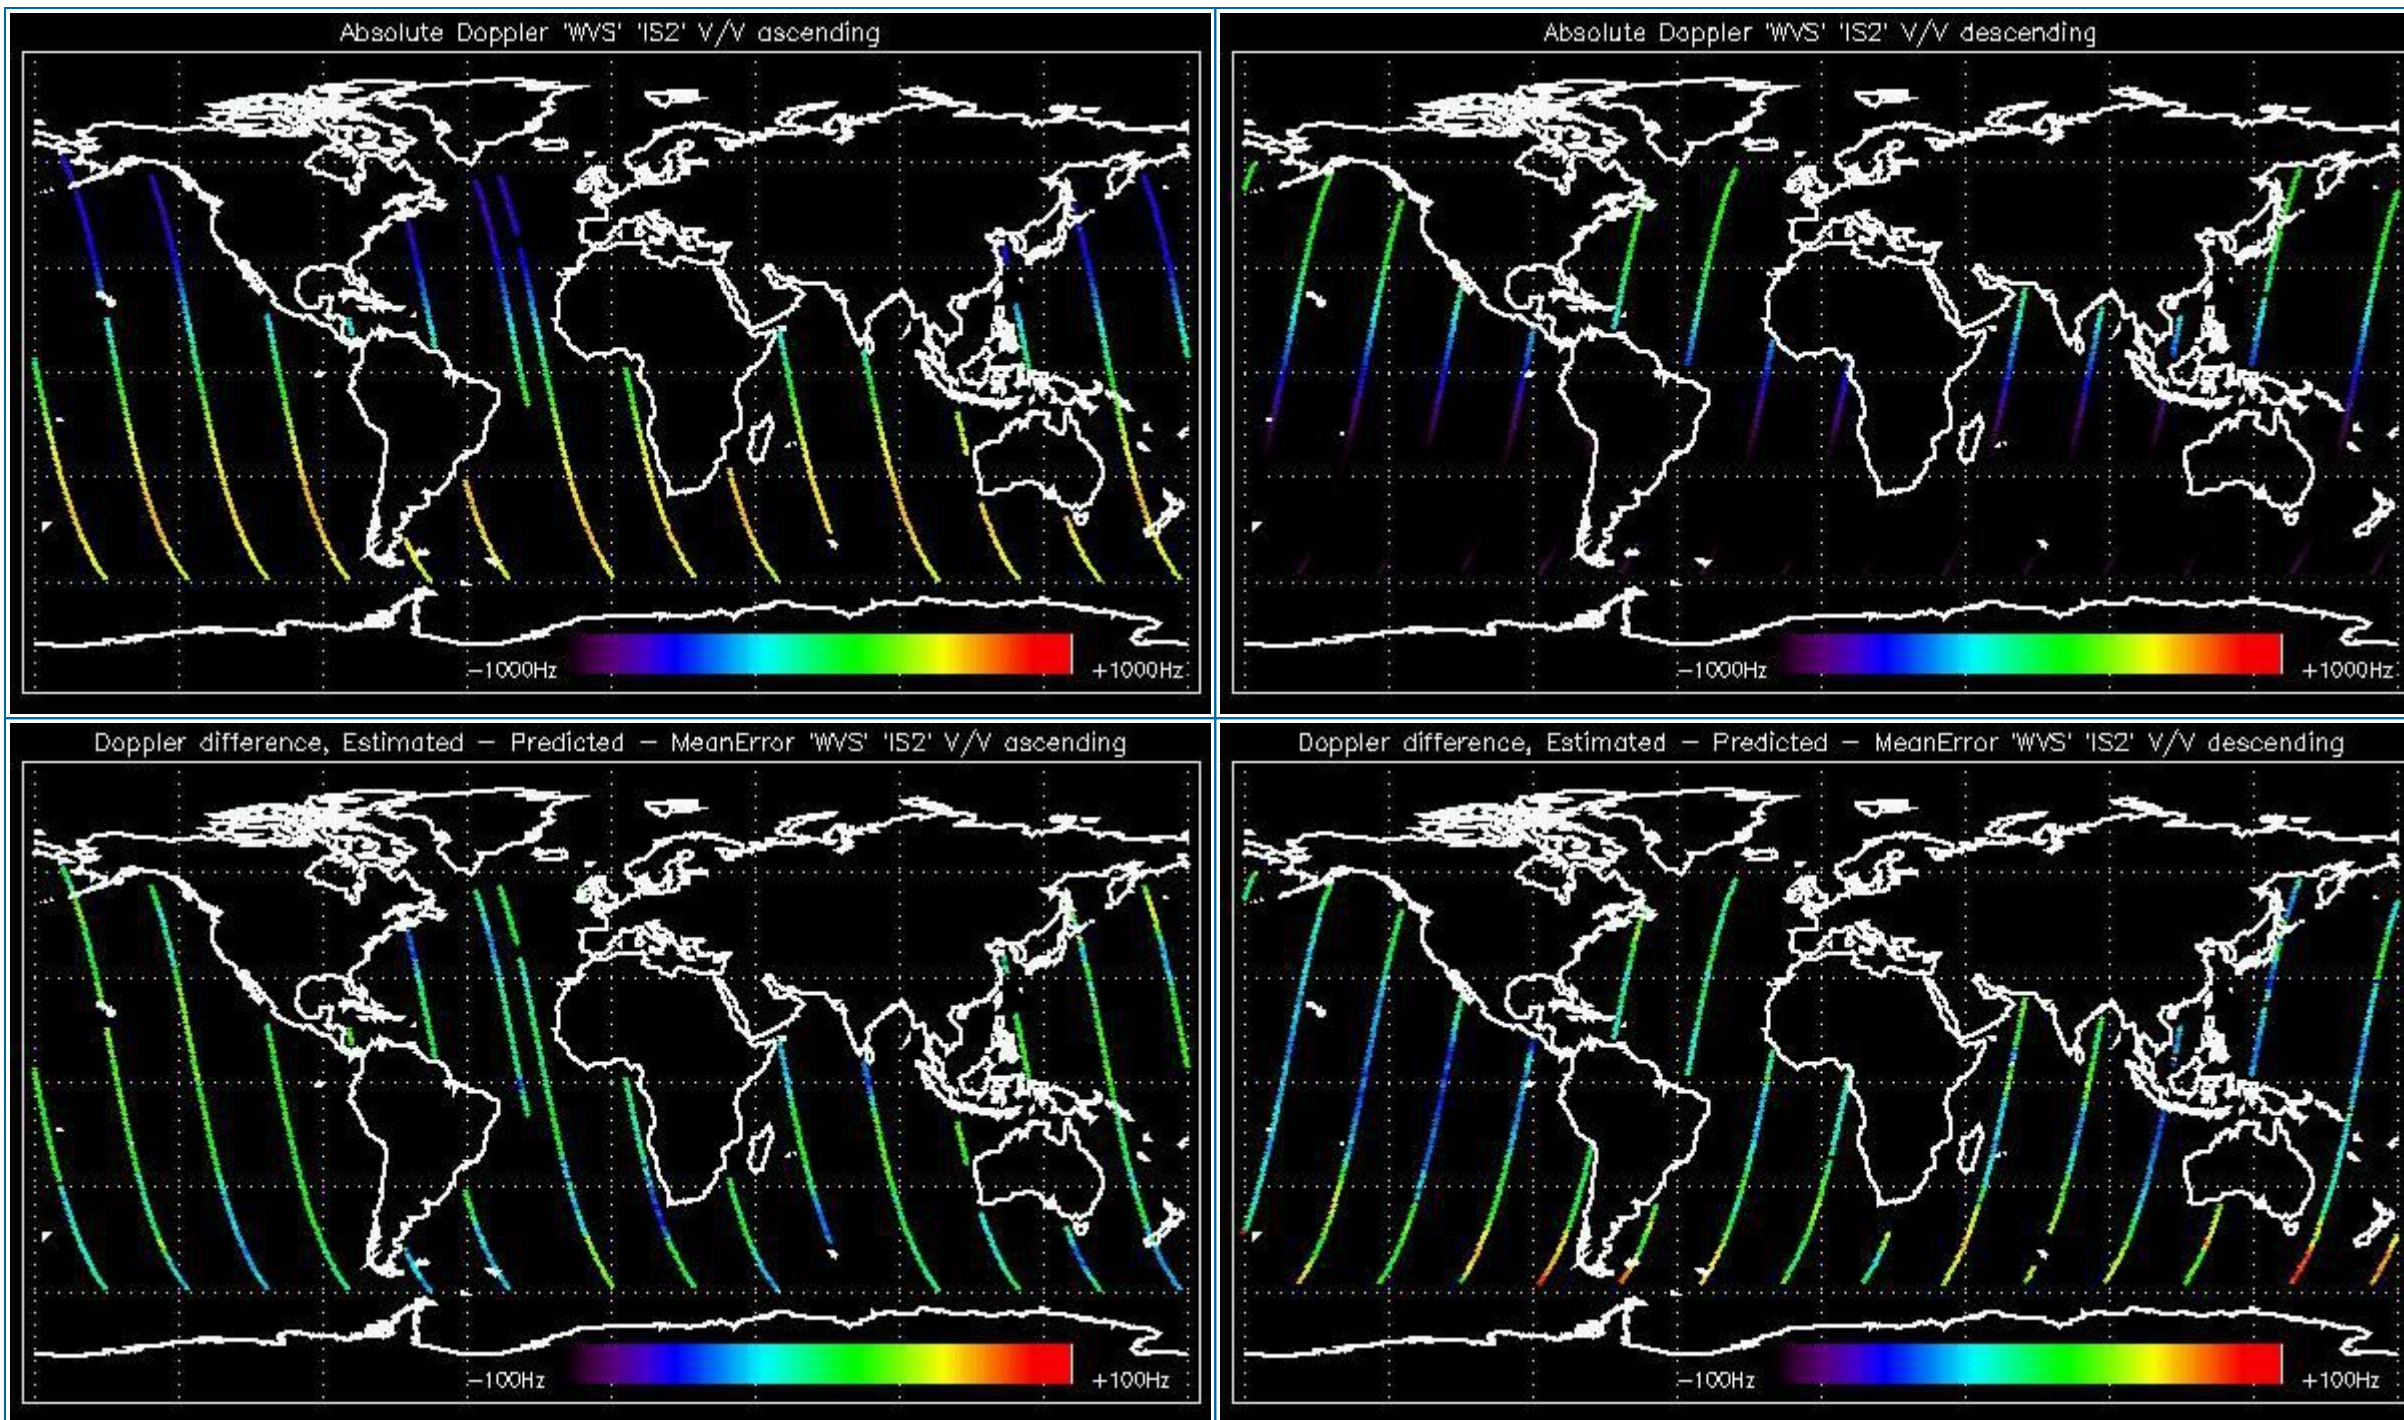 Absolute Doppler 'WVS' 'IS2' V/V ascending
−1000Hz
+1000Hz
Absolute Doppler 'WVS' 'IS2' V/V descending
−1000Hz
+1000Hz
Doppler difference, Estimated − Predicted − MeanError 'WVS' 'IS2' V/V ascending
−100Hz
+100Hz
Doppler difference, Estimated − Predicted − MeanError 'WVS' 'IS2' V/V descending
−100Hz
+100Hz